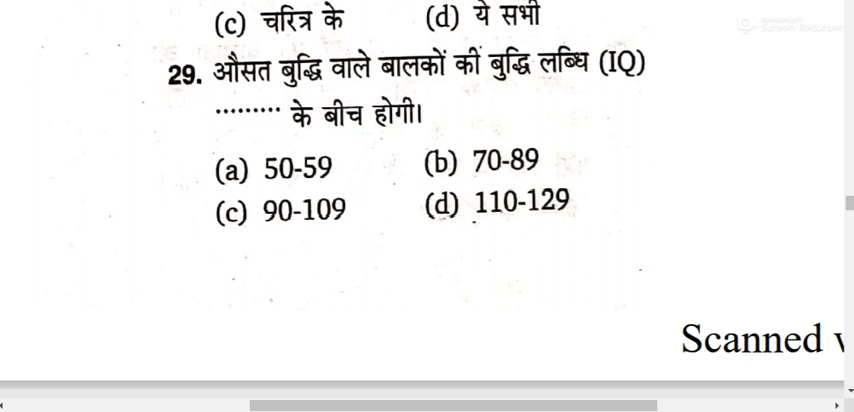 (c) चरित्र के (d) ये सभी
29. औसत बुद्धि वाले बालकों कीं बुद्धि लब्धि (IQ)
········· के बीच होगी।
(a) 50-59 (b) 70-89
(c) 90-109 (d) 110-129
Scanned